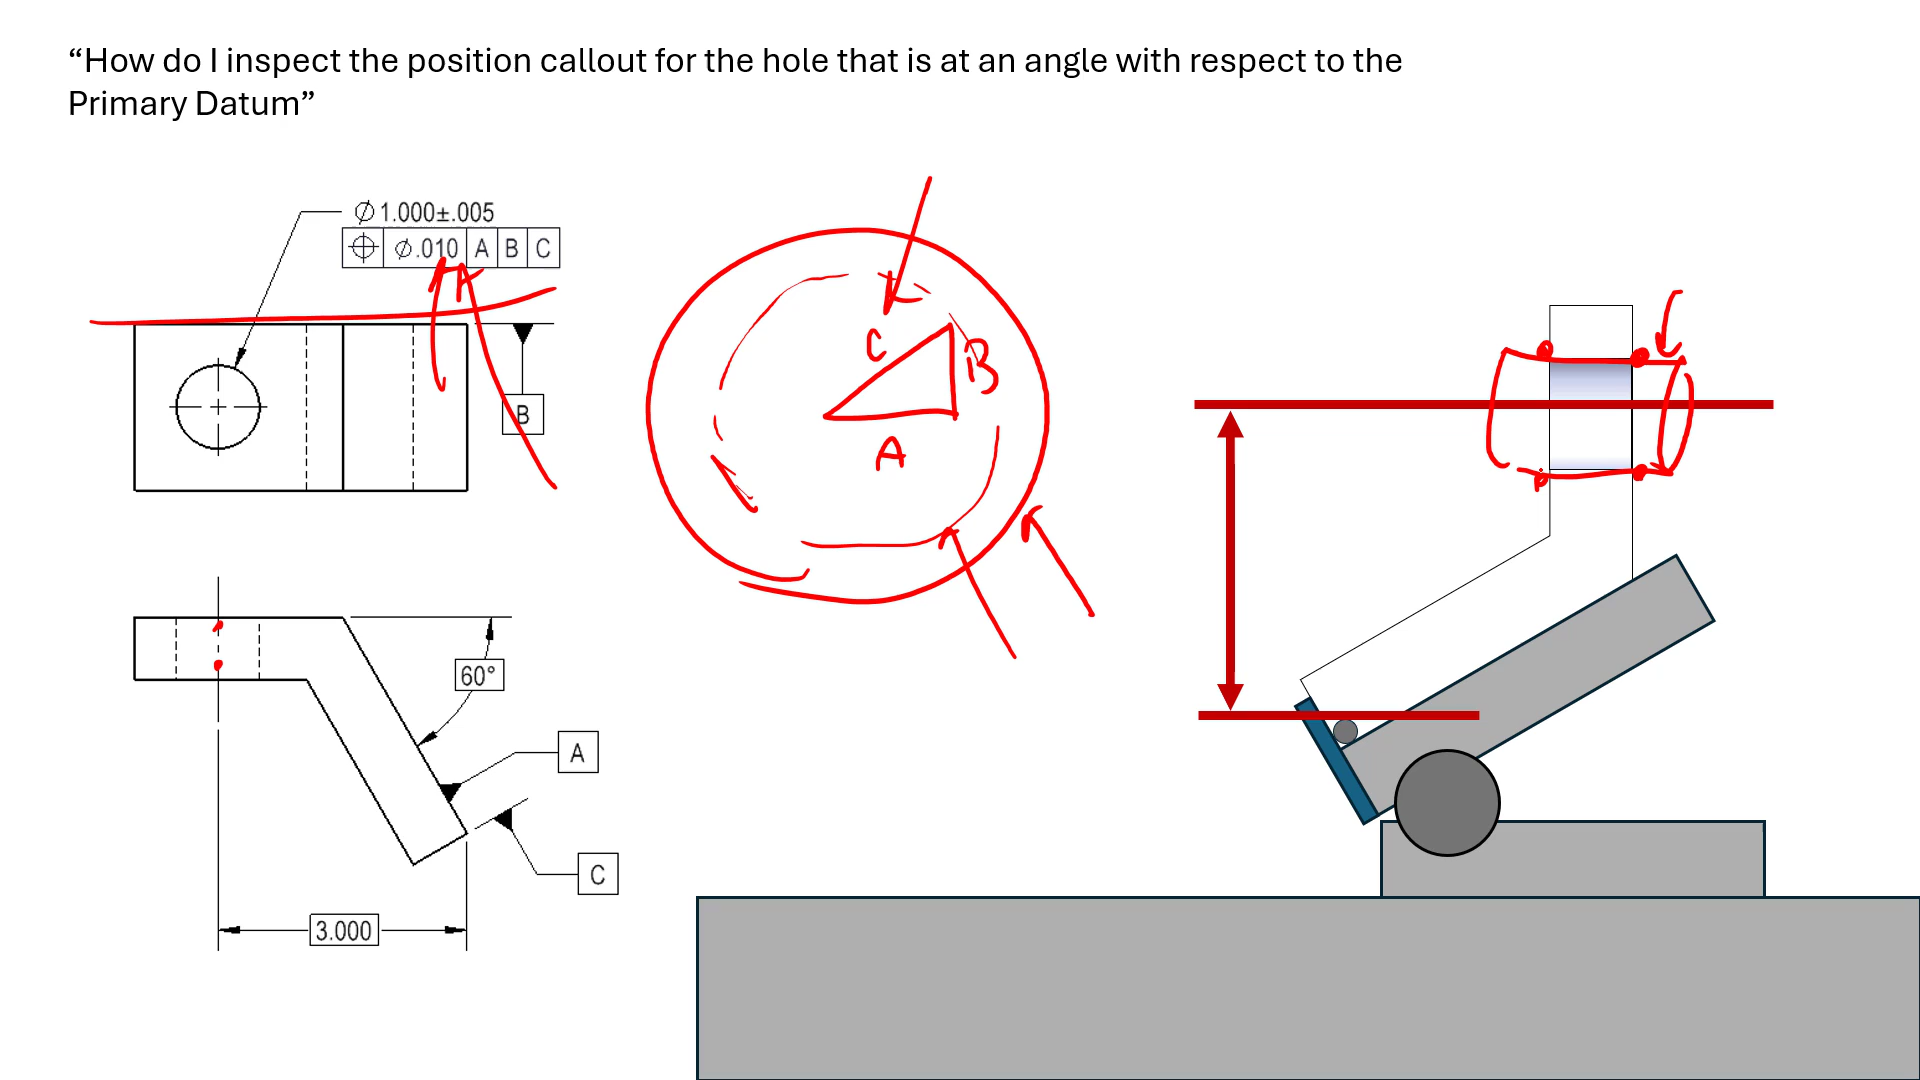 “How do I inspect the position callout for the hole that is at an angle with respect to the
Primary Datum”
⌀1.000±.005
⌖ ⌀.010 A B C
B
C
B
A
60°
A
C
3.000